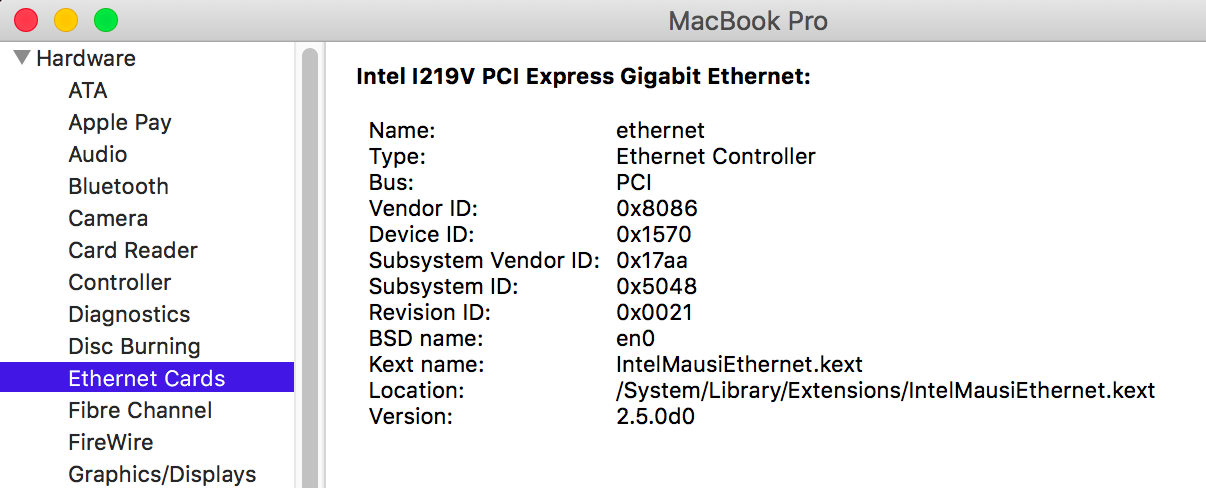 MacBook Pro
Hardware
ATA
Apple Pay
Audio
Bluetooth
Camera
Card Reader
Controller
Diagnostics
Disc Burning
Ethernet Cards
Fibre Channel
FireWire
Graphics/Displays
Intel I219V PCI Express Gigabit Ethernet:
Name: ethernet
Type: Ethernet Controller
Bus: PCI
Vendor ID: 0x8086
Device ID: 0x1570
Subsystem Vendor ID: 0x17aa
Subsystem ID: 0x5048
Revision ID: 0x0021
BSD name: en0
Kext name: IntelMausiEthernet.kext
Location: /System/Library/Extensions/IntelMausiEthernet.kext
Version: 2.5.0d0